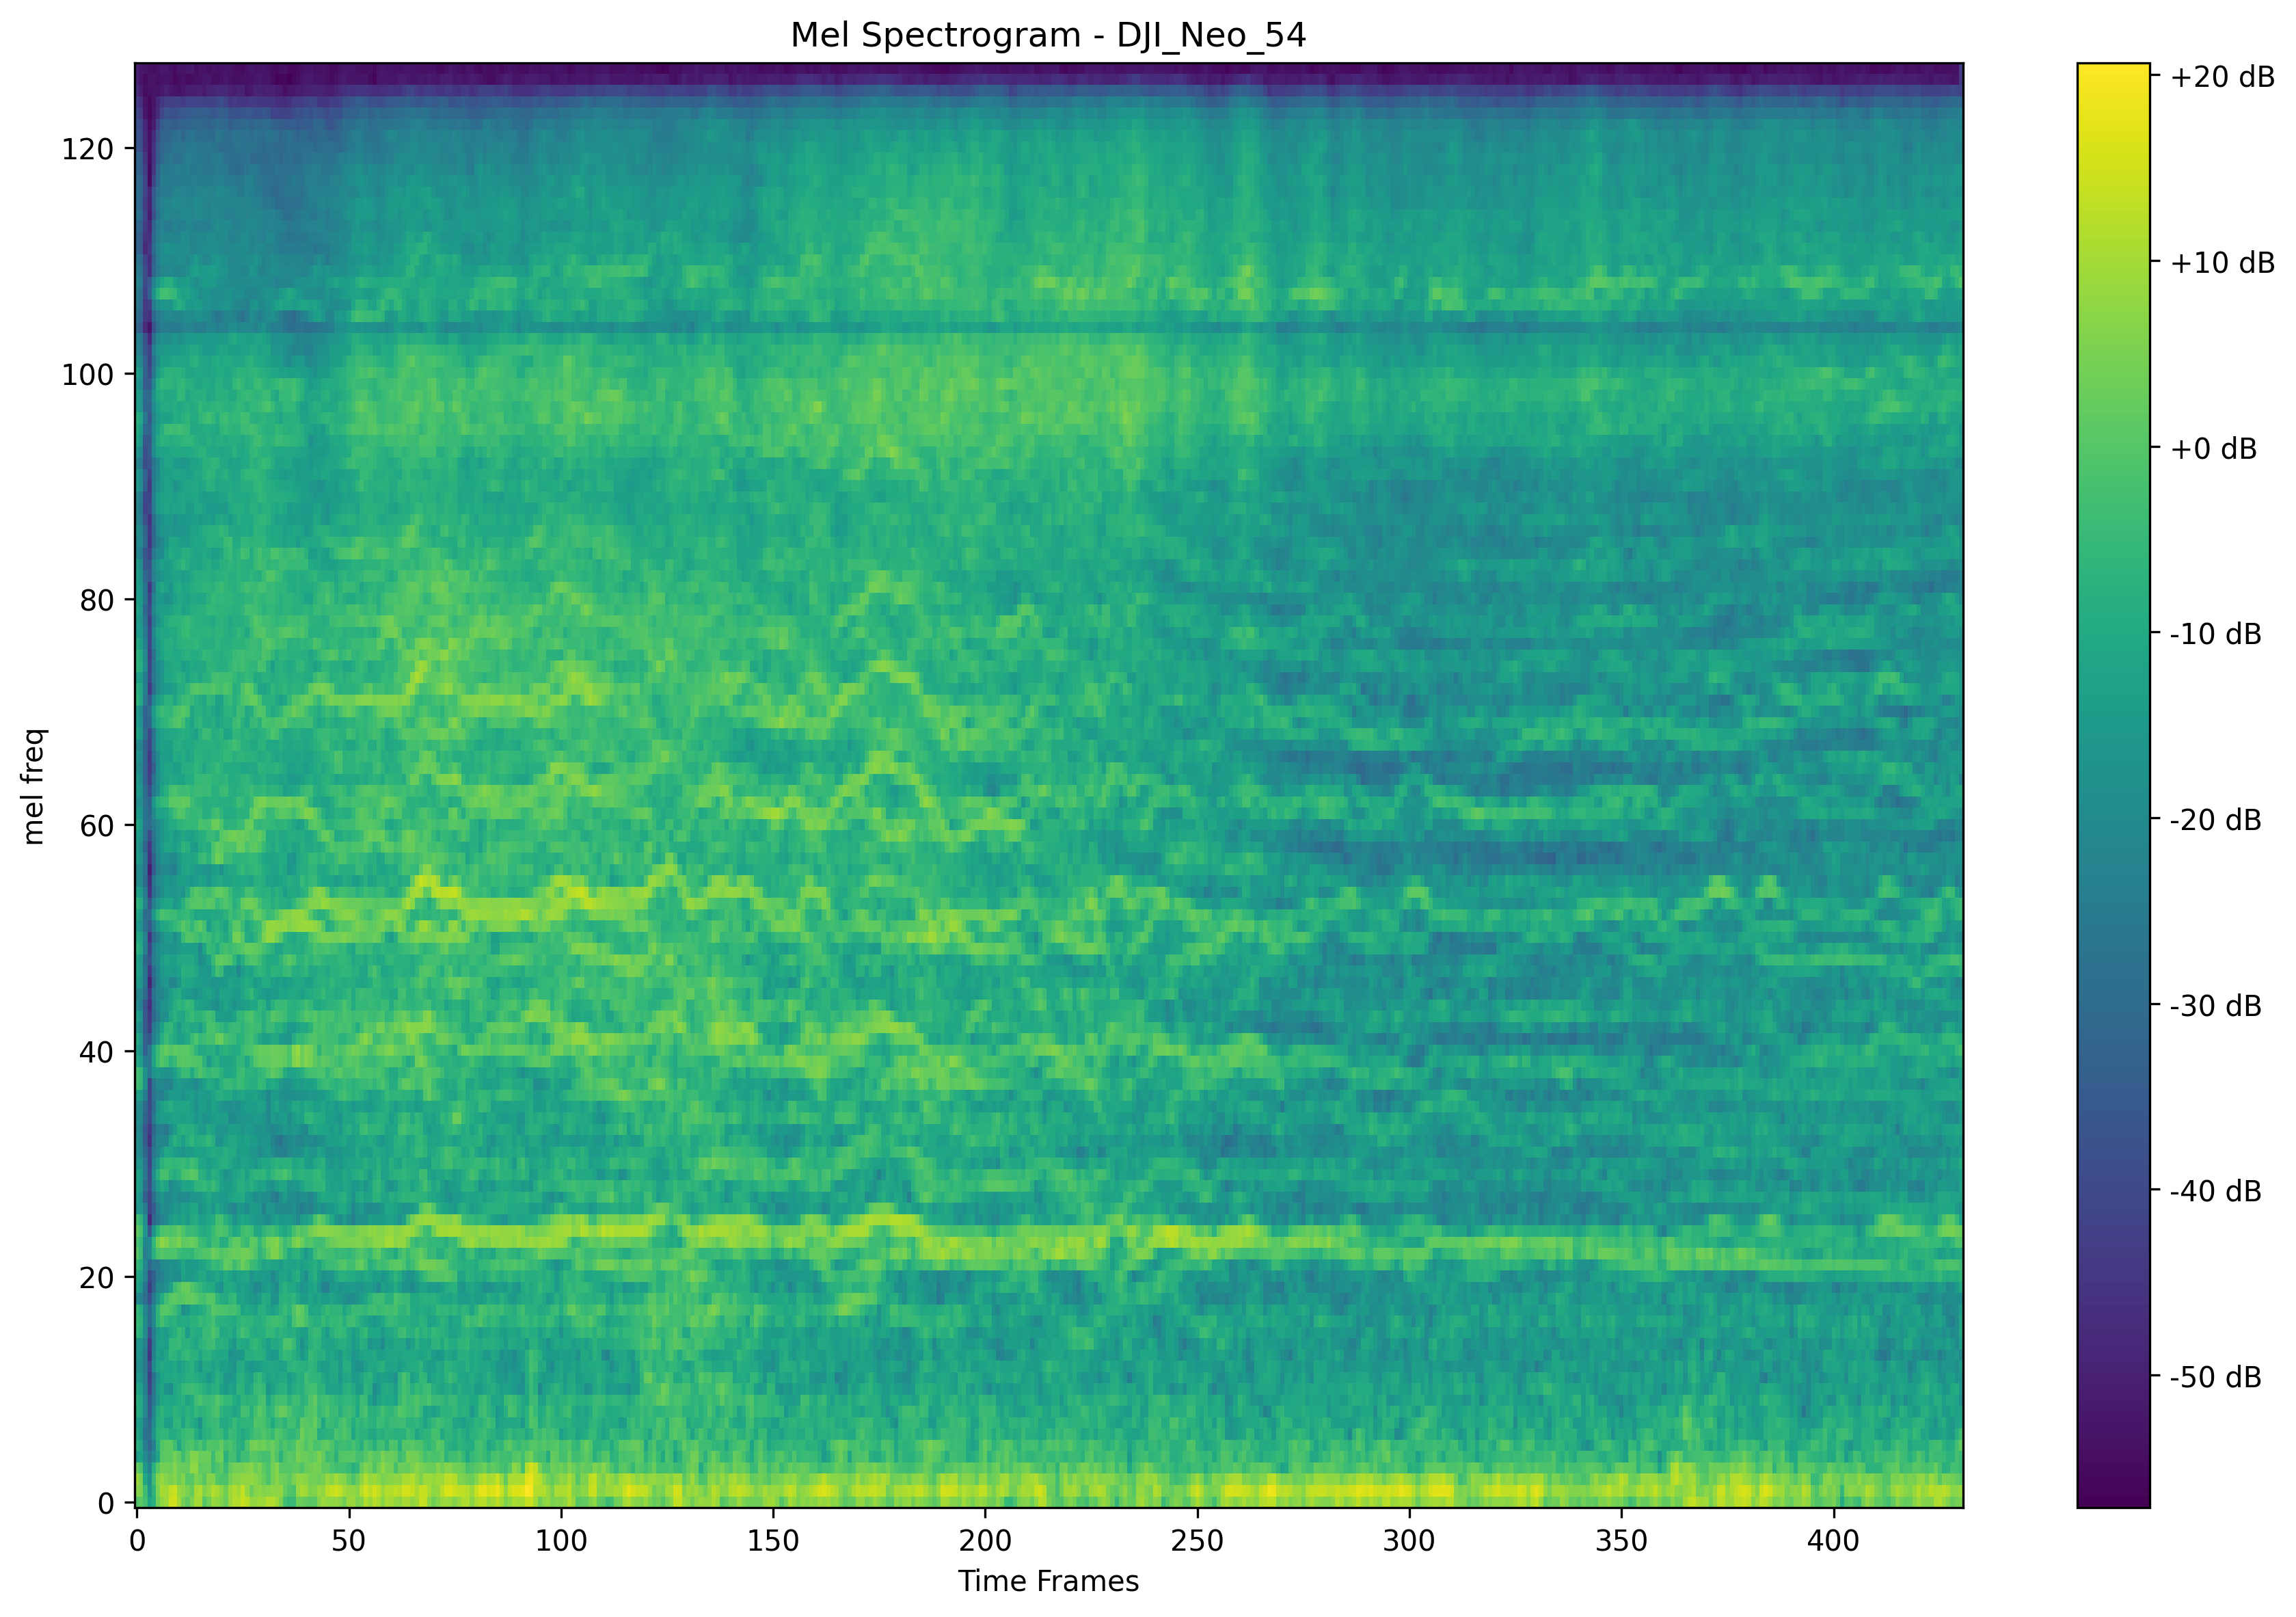 Mel Spectrogram - DJI_Neo_54
+20 dB
+10 dB
+0 dB
-10 dB
-20 dB
-30 dB
-40 dB
-50 dB
mel freq
120
100
80
60
40
20
0
0 50 100 150 200 250 300 350 400
Time Frames